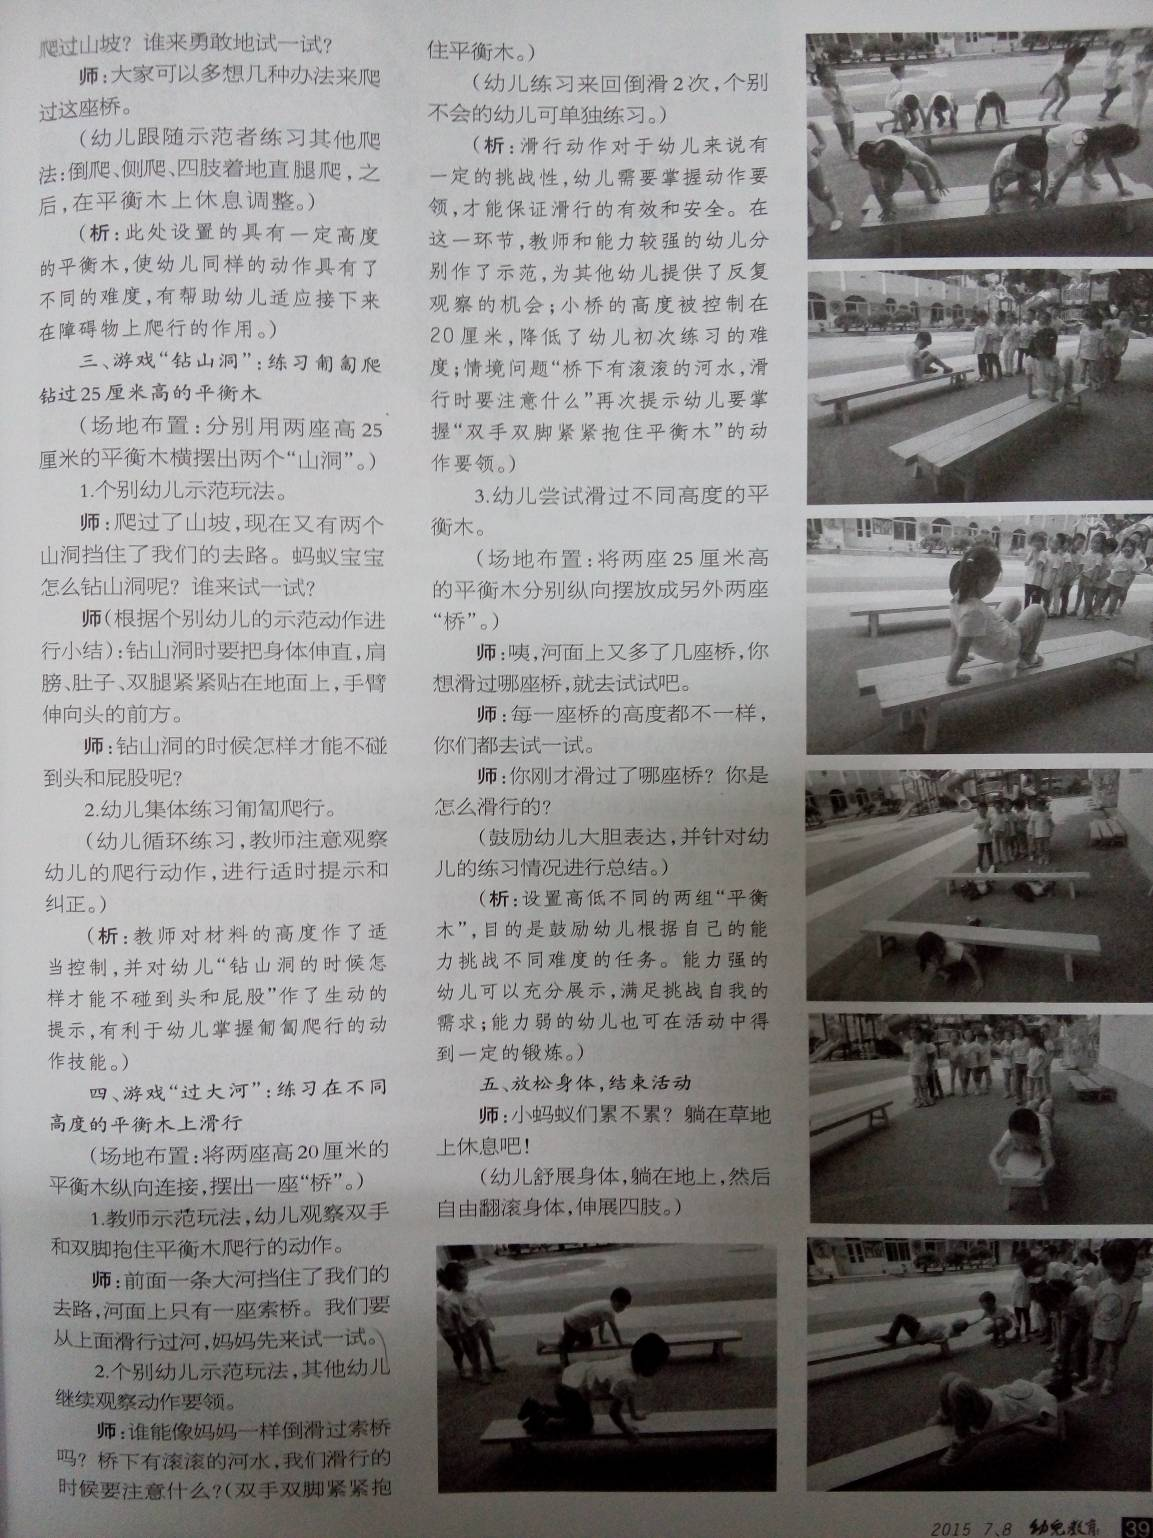 爬过山坡？谁来勇敢地试一试？
师：大家可以多想几种办法来爬
过这座桥。
（幼儿跟随示范者练习其他爬
法：倒爬、侧爬、四肢着地直腿爬，之
后，在平衡木上休息调整。）
（析：此处设置的具有一定高度
的平衡木，使幼儿同样的动作具有了
不同的难度，有帮助幼儿适应接下来
在障碍物上爬行的作用。）
三、游戏“钻山洞”：练习匍匐爬
钻过25厘米高的平衡木
（场地布置：分别用两座高25
厘米的平衡木横摆出两个“山洞”。）
1.个别幼儿示范玩法。
师：爬过了山坡，现在又有两个
山洞挡住了我们的去路。蚂蚁宝宝
怎么钻山洞呢？谁来试一试？
师（根据个别幼儿的示范动作进
行小结）：钻山洞时要把身体伸直，肩
膀、肚子、双腿紧紧贴在地面上，手臂
伸向头的前方。
师：钻山洞的时候怎样才能不碰
到头和屁股呢？
2.幼儿集体练习匍匐爬行。
（幼儿循环练习，教师注意观察
幼儿的爬行动作，进行适时提示和
纠正。）
（析：教师对材料的高度作了适
当控制，并对幼儿“钻山洞的时候怎
样才能不碰到头和屁股”作了生动的
提示，有利于幼儿掌握匍匐爬行的动
作技能。）
四、游戏“过大河”：练习在不同
高度的平衡木上滑行
（场地布置：将两座高20厘米的
平衡木纵向连接，摆出一座“桥”。）
1.教师示范玩法，幼儿观察双手
和双脚抱住平衡木爬行的动作。
师：前面一条大河挡住了我们的
去路，河面上只有一座索桥。我们要
从上面滑行过河，妈妈先来试一试。
2.个别幼儿示范玩法，其他幼儿
继续观察动作要领。
师：谁能像妈妈一样倒滑过索桥
吗？桥下有滚滚的河水，我们滑行的
时候要注意什么？（双手双脚紧紧抱
住平衡木。）
（幼儿练习来回倒滑2次，个别
不会的幼儿可单独练习。）
（析：滑行动作对于幼儿来说有
一定的挑战性，幼儿需要掌握动作要
领，才能保证滑行的有效和安全。在
这一环节，教师和能力较强的幼儿分
别作了示范，为其他幼儿提供了反复
观察的机会；小桥的高度被控制在
20厘米，降低了幼儿初次练习的难
度；情境问题“桥下有滚滚的河水，滑
行时要注意什么”再次提示幼儿要掌
握“双手双脚紧紧抱住平衡木”的动
作要领。）
3.幼儿尝试滑过不同高度的平
衡木。
（场地布置：将两座25厘米高
的平衡木分别纵向摆放成另外两座
“桥”。）
师：咦，河面上又多了几座桥，你
想滑过哪座桥，就去试试吧。
师：每一座桥的高度都不一样，
你们都去试一试。
师：你刚才滑过了哪座桥？你是
怎么滑行的？
（鼓励幼儿大胆表达，并针对幼
儿的练习情况进行总结。）
（析：设置高低不同的两组“平衡
木”，目的是鼓励幼儿根据自己的能
力挑战不同难度的任务。能力强的
幼儿可以充分展示，满足挑战自我的
需求；能力弱的幼儿也可在活动中得
到一定的锻炼。）
五、放松身体，结束活动
师：小蚂蚁们累不累？躺在草地
上休息吧！
（幼儿舒展身体，躺在地上，然后
自由翻滚身体，伸展四肢。）
2015 7、8 幼儿教育 39